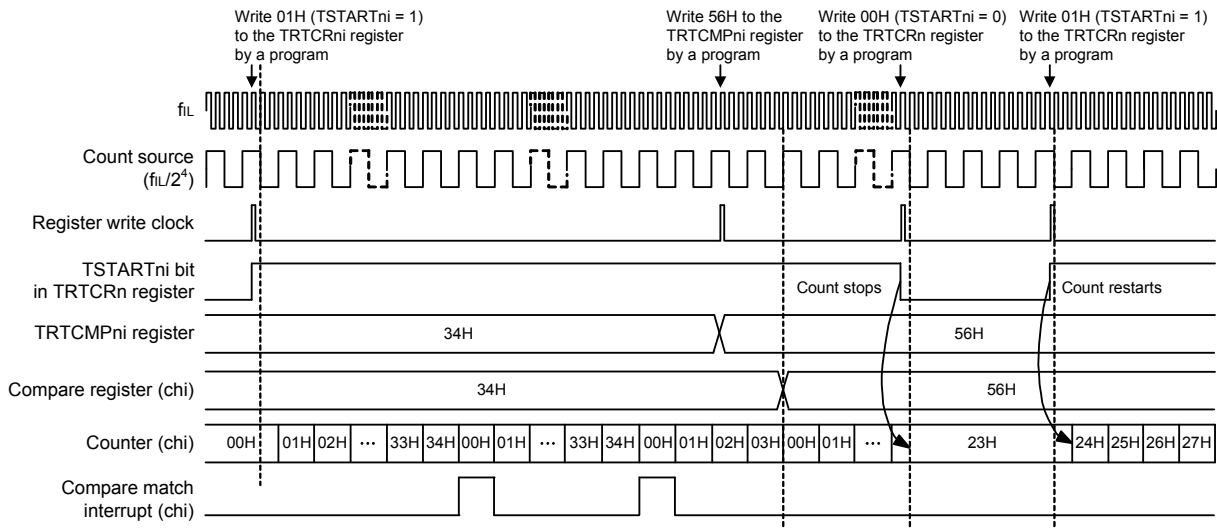 Write 01H (TSTARTni = 1)
to the TRTCRni register
by a program
Write 56H to the
TRTCMPni register
by a program
Write 00H (TSTARTni = 0)
to the TRTCRn register
by a program
Write 01H (TSTARTni = 1)
to the TRTCRn register
by a program
fIL
Count source
(fIL/2⁴)
Register write clock
TSTARTni bit
in TRTCRn register
Count stops
Count restarts
TRTCMPni register
34H
56H
Compare register (chi)
34H
56H
Counter (chi)
00H 01H 02H ··· 33H 34H 00H 01H ··· 33H 34H 00H 01H 02H 03H 00H 01H ··· 23H 24H 25H 26H 27H
Compare match
interrupt (chi)